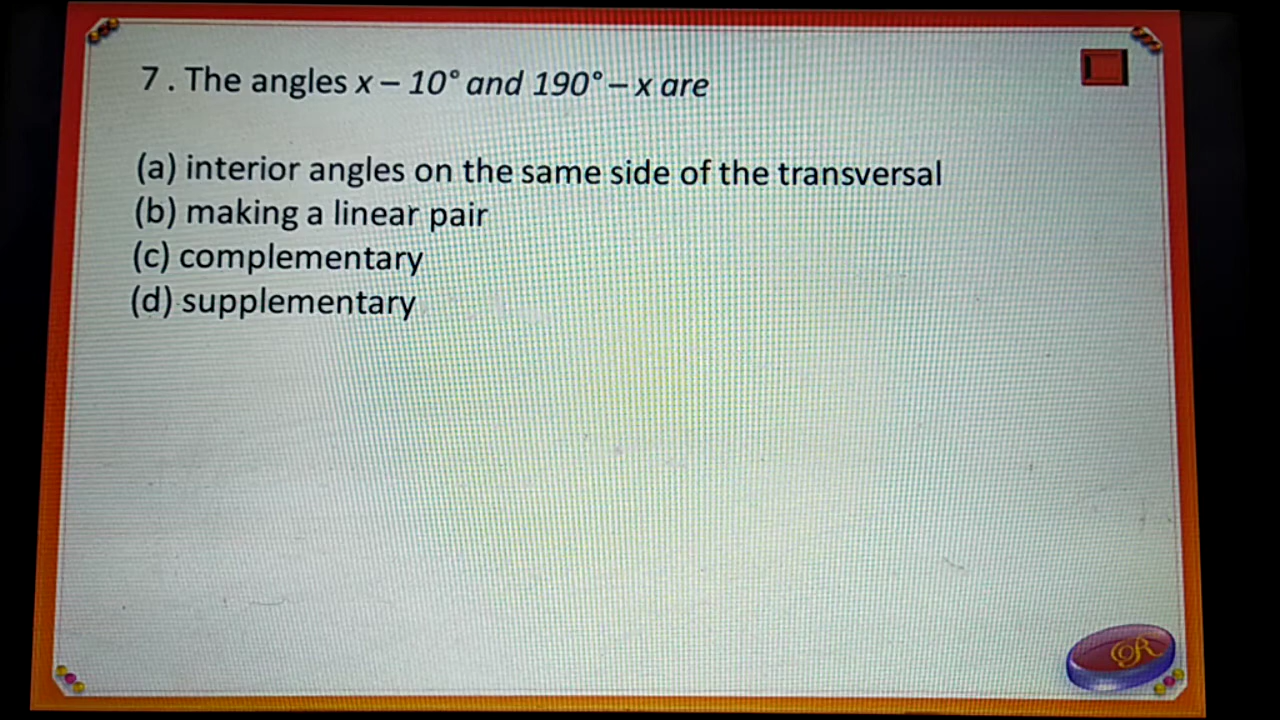 7. The angles x – 10° and 190° – x are
(a) interior angles on the same side of the transversal
(b) making a linear pair
(c) complementary
(d) supplementary
R